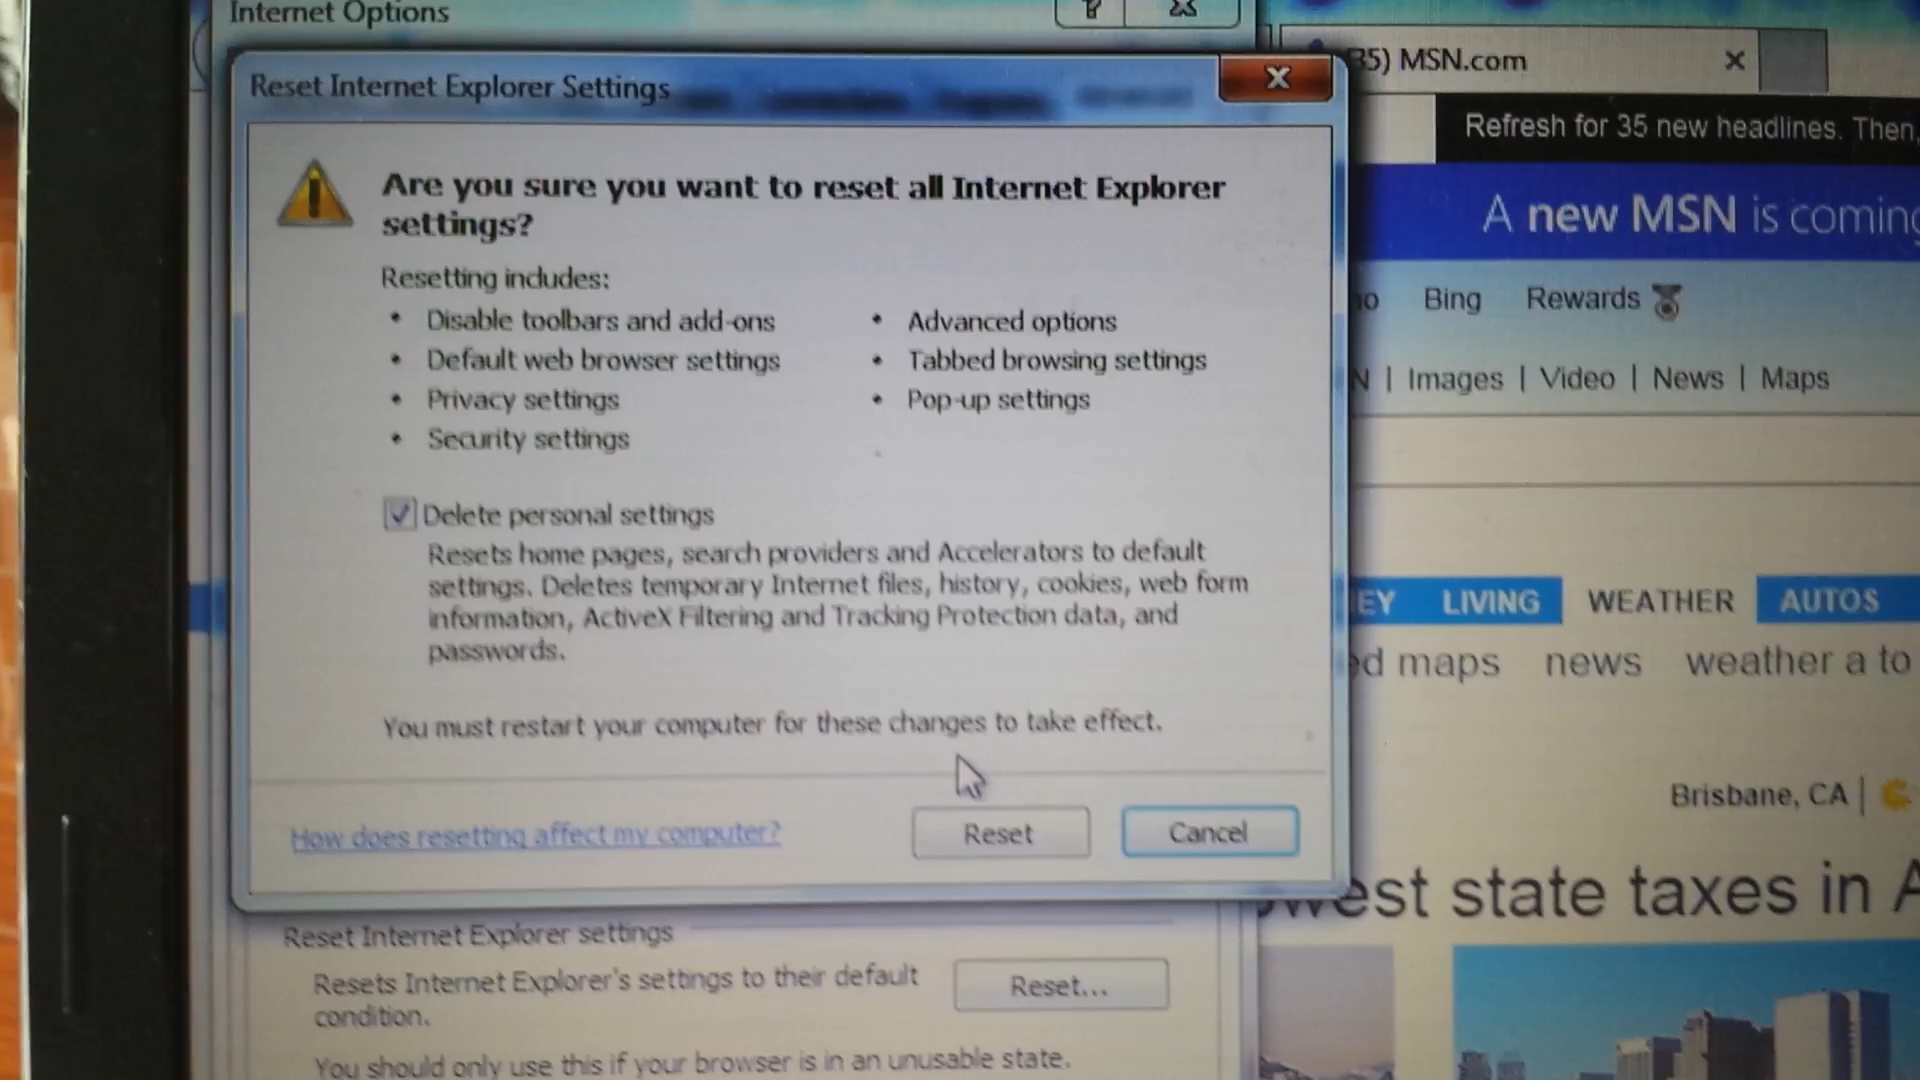 Internet Options
Reset Internet Explorer Settings
Are you sure you want to reset all Internet Explorer
settings?
Resetting includes:
• Disable toolbars and add-ons
• Default web browser settings
• Privacy settings
• Security settings
• Advanced options
• Tabbed browsing settings
• Pop-up settings
Delete personal settings
Resets home pages, search providers and Accelerators to default
settings. Deletes temporary Internet files, history, cookies, web form
information, ActiveX Filtering and Tracking Protection data, and
passwords.
You must restart your computer for these changes to take effect.
How does resetting affect my computer?
Reset
Cancel
Reset Internet Explorer settings
Resets Internet Explorer's settings to their default
condition.
Reset...
You should only use this if your browser is in an unusable state.
35) MSN.com
Refresh for 35 new headlines. Then,
A new MSN is coming
Bing Rewards
| Images | Video | News | Maps
EY LIVING WEATHER AUTOS
ed maps news weather a to
Brisbane, CA |
west state taxes in A